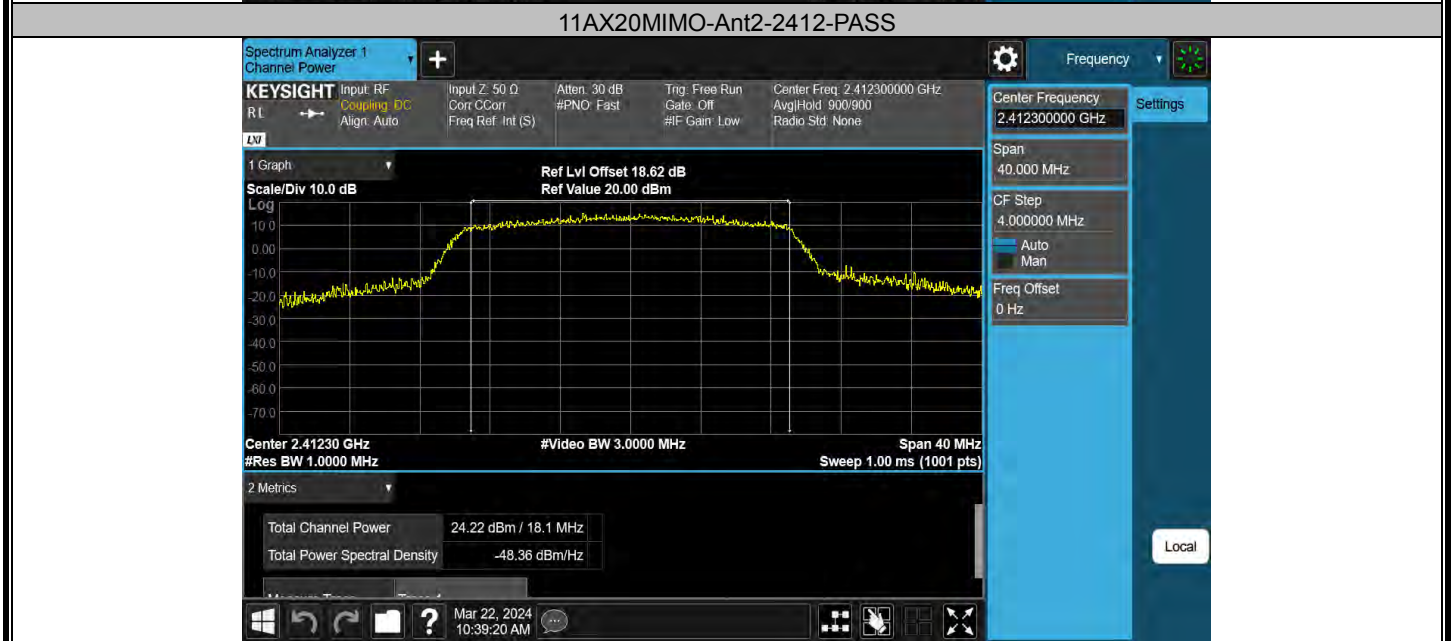 11AX20MIMO-Ant2-2412-PASS
Spectrum Analyzer 1
Channel Power
Frequency
KEYSIGHT
RL
LXI
Input: RF
Coupling: DC
Align: Auto
Input Z: 50 Ω
Corr CCorr
Freq Ref: Int (S)
Atten: 30 dB
#PNO: Fast
Trig: Free Run
Gate: Off
#IF Gain: Low
Center Freq: 2.412300000 GHz
Avg|Hold: 900/900
Radio Std: None
Center Frequency
2.412300000 GHz
Settings
Span
40.000 MHz
CF Step
4.000000 MHz
Auto
Man
Freq Offset
0 Hz
Local
1 Graph
Scale/Div 10.0 dB
Ref Lvl Offset 18.62 dB
Ref Value 20.00 dBm
Log
10.0
0.00
-10.0
-20.0
-30.0
-40.0
-50.0
-60.0
-70.0
Center 2.41230 GHz
#Video BW 3.0000 MHz
Span 40 MHz
#Res BW 1.0000 MHz
Sweep 1.00 ms (1001 pts)
2 Metrics
Total Channel Power 24.22 dBm / 18.1 MHz
Total Power Spectral Density -48.36 dBm/Hz
?
Mar 22, 2024
10:39:20 AM